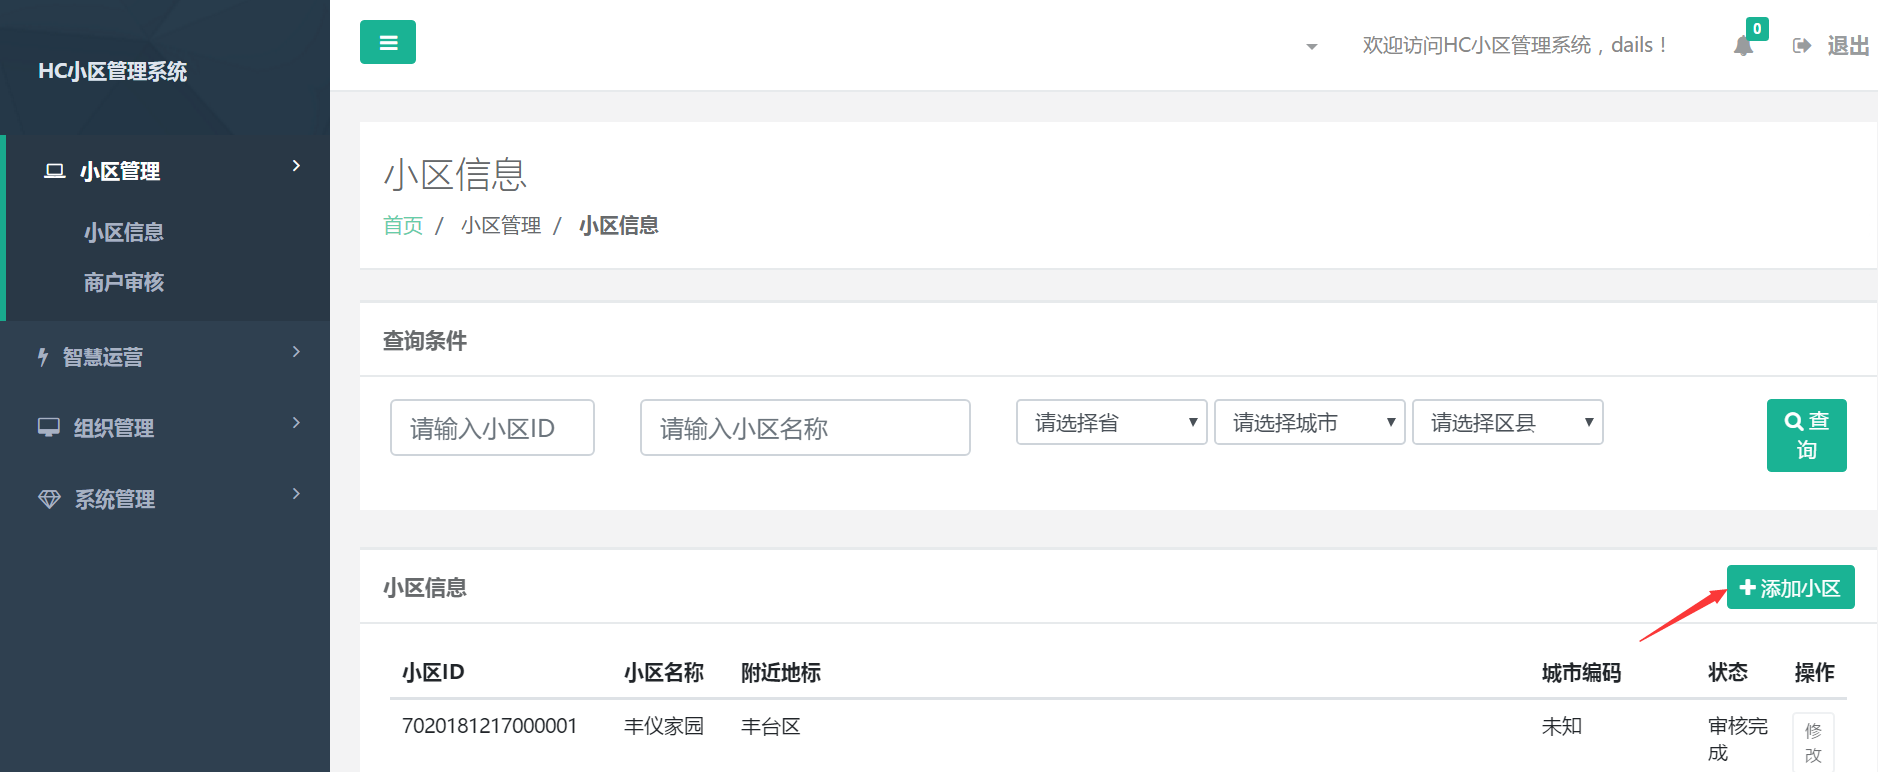 HC小区管理系统
小区管理
小区信息
商户审核
智慧运营
组织管理
系统管理
欢迎访问HC小区管理系统，dails！
0
退出
小区信息
首页 / 小区管理 / 小区信息
查询条件
请输入小区ID
请输入小区名称
请选择省
请选择城市
请选择区县
查
询
小区信息
添加小区
小区ID 小区名称 附近地标 城市编码 状态 操作
7020181217000001 丰仪家园 丰台区 未知 审核完 修
成 改